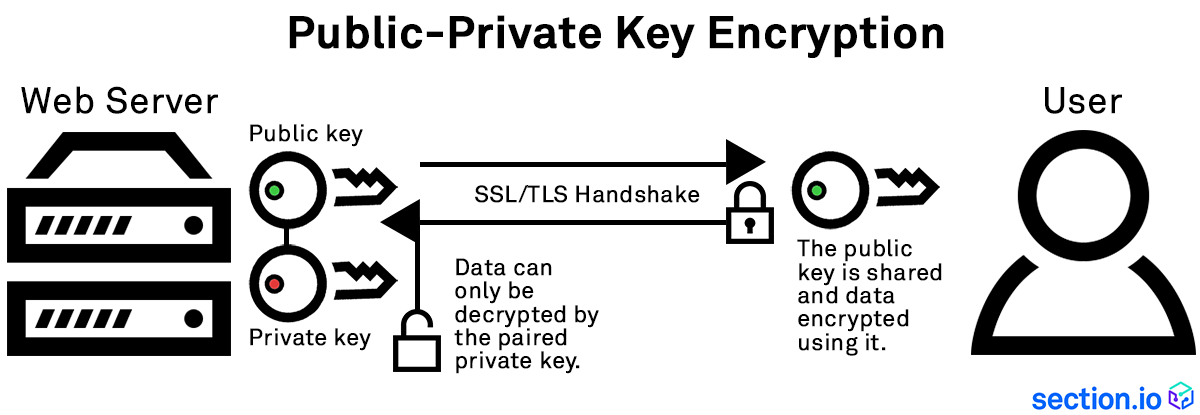 Public-Private Key Encryption
Web Server
User
Public key
SSL/TLS Handshake
Private key
Data can
only be
decrypted by
the paired
private key.
The public
key is shared
and data
encrypted
using it.
section.io